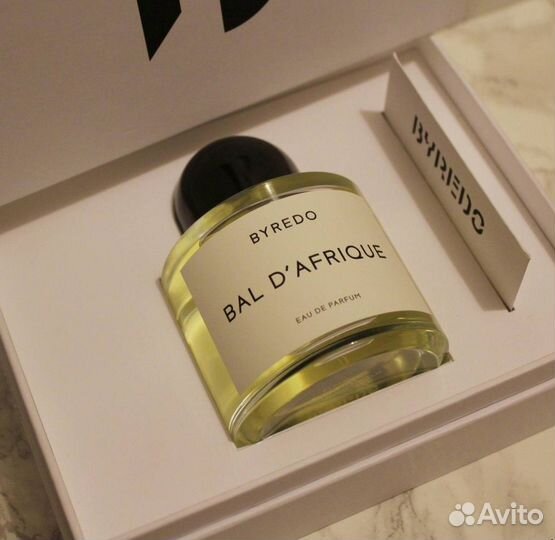 BYREDO
BAL D'AFRIQUE
EAU DE PARFUM
BYREDO
Avito